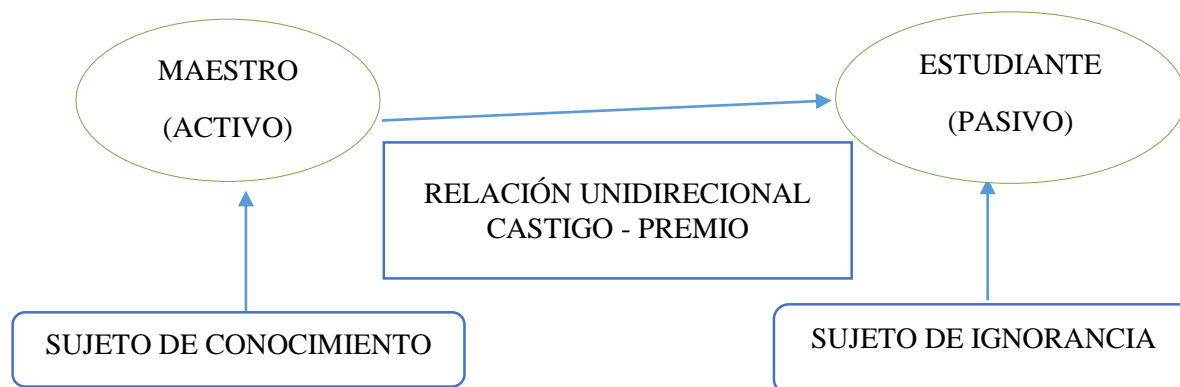 MAESTRO
(ACTIVO)
ESTUDIANTE
(PASIVO)
RELACIÓN UNIDIRECIONAL
CASTIGO - PREMIO
SUJETO DE CONOCIMIENTO
SUJETO DE IGNORANCIA